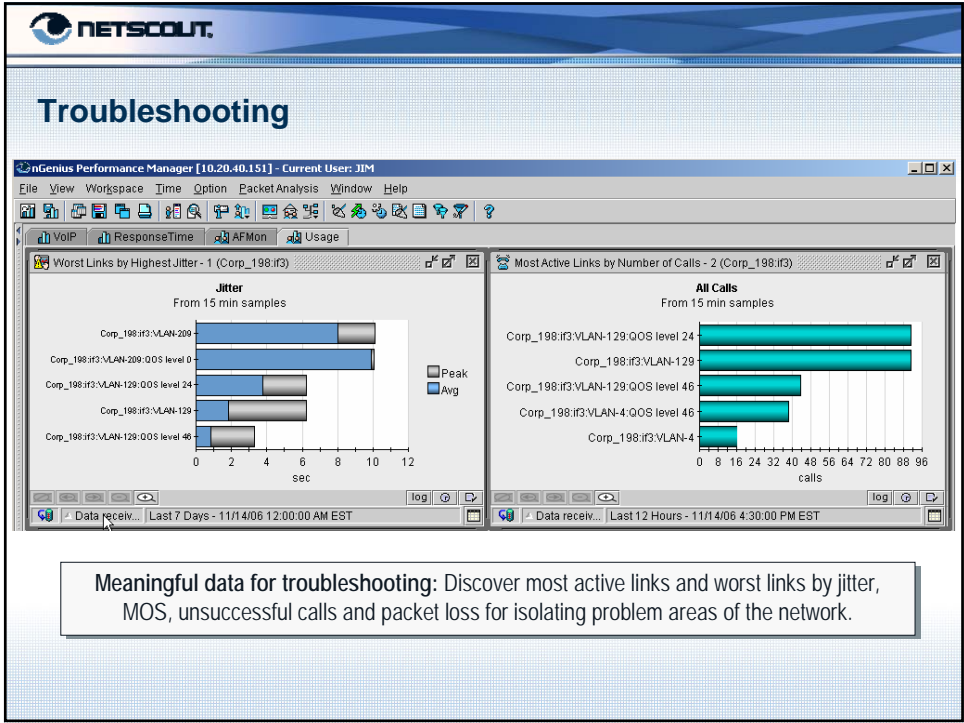 NETSCOUT.
Troubleshooting
nGenius Performance Manager [10.20.40.151] - Current User: JIM
File View Workspace Time Option Packet Analysis Window Help
VoIP ResponseTime AFMon Usage
Worst Links by Highest Jitter - 1 (Corp_198:if3)
Jitter
From 15 min samples
Corp_198:if3:VLAN-209
Corp_198:if3:VLAN-209:QOS level 0
Corp_198:if3:VLAN-129:QOS level 24
Corp_198:if3:VLAN-129
Corp_198:if3:VLAN-129:QOS level 46
0 2 4 6 8 10 12
sec
Peak
Avg
log
Data receiv... Last 7 Days - 11/14/06 12:00:00 AM EST
Most Active Links by Number of Calls - 2 (Corp_198:if3)
All Calls
From 15 min samples
Corp_198:if3:VLAN-129:QOS level 24
Corp_198:if3:VLAN-129
Corp_198:if3:VLAN-129:QOS level 46
Corp_198:if3:VLAN-4:QOS level 46
Corp_198:if3:VLAN-4
0 8 16 24 32 40 48 56 64 72 80 88 96
calls
log
Data receiv... Last 12 Hours - 11/14/06 4:30:00 PM EST
Meaningful data for troubleshooting: Discover most active links and worst links by jitter,
MOS, unsuccessful calls and packet loss for isolating problem areas of the network.